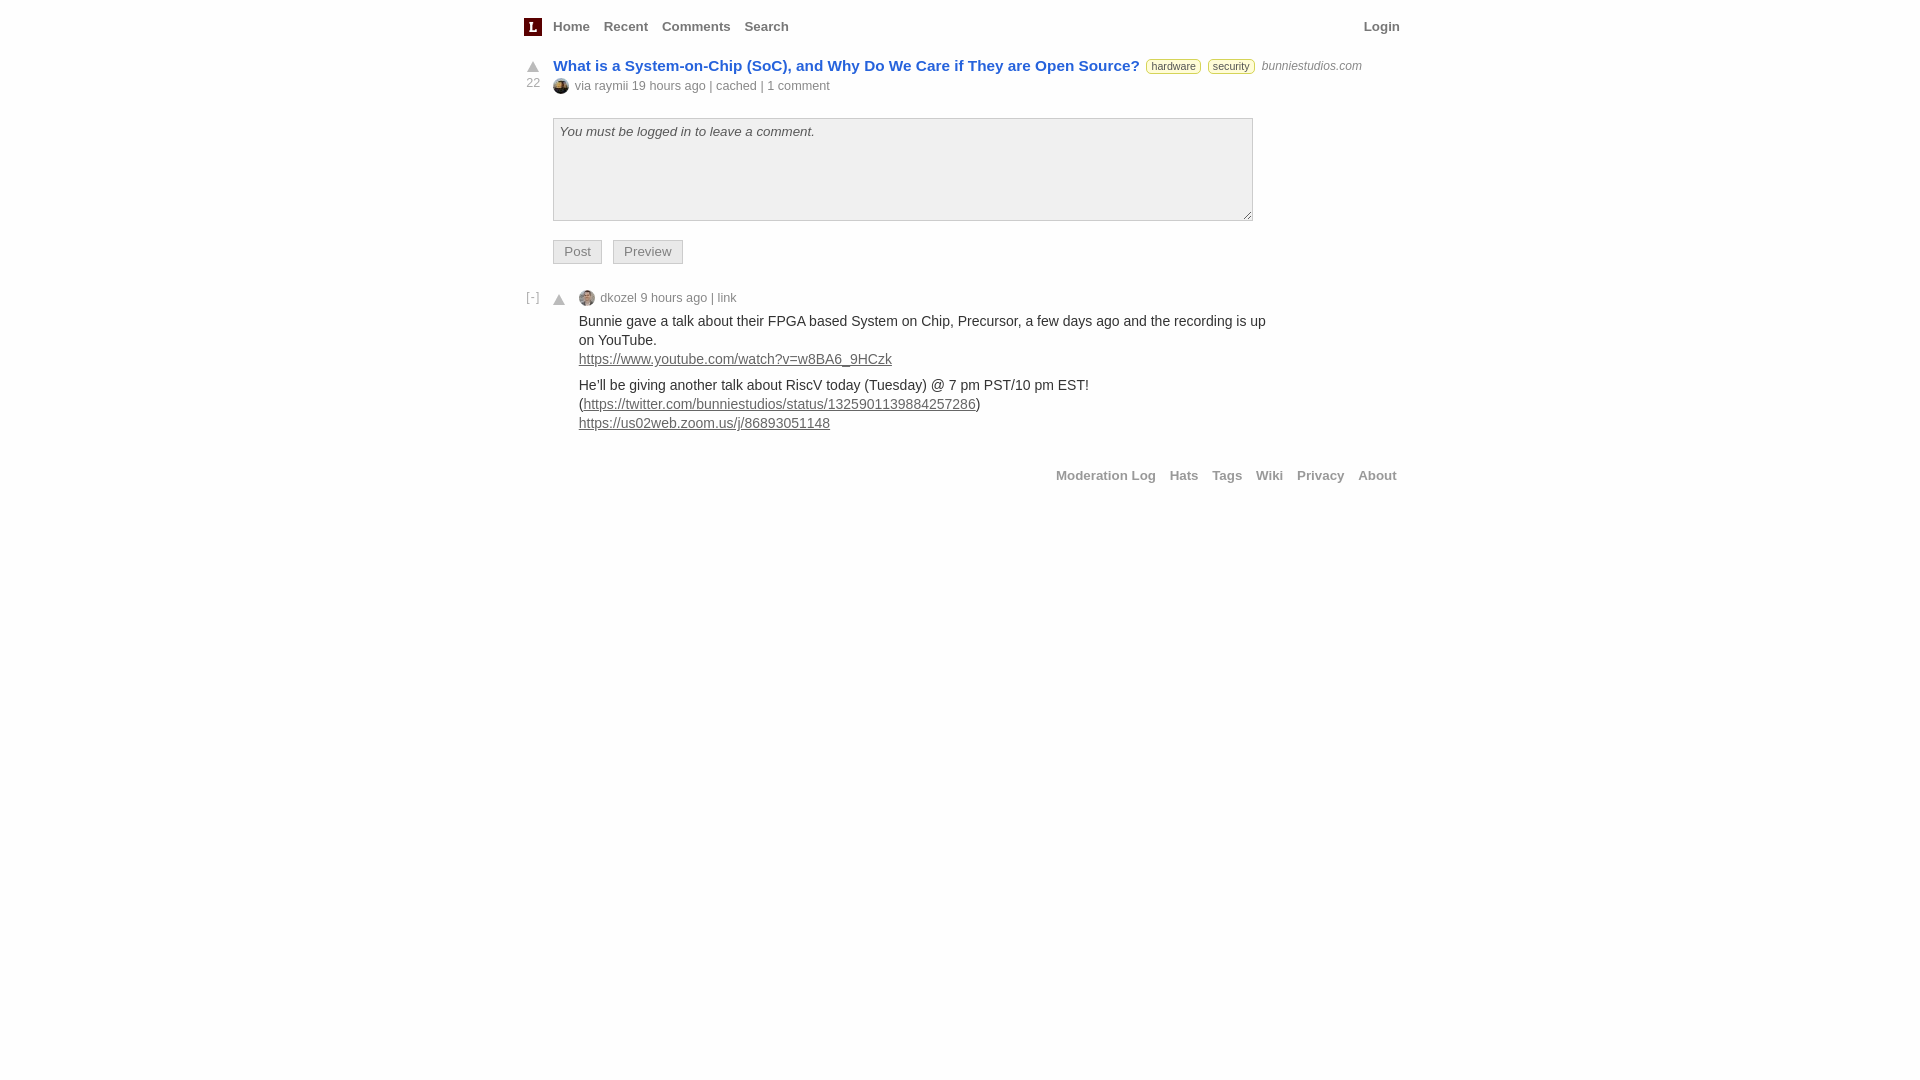 L Home Recent Comments Search Login
What is a System-on-Chip (SoC), and Why Do We Care if They are Open Source? hardware security bunniestudios.com
22 via raymii 19 hours ago | cached | 1 comment
You must be logged in to leave a comment.
Post Preview
[-] dkozel 9 hours ago | link
Bunnie gave a talk about their FPGA based System on Chip, Precursor, a few days ago and the recording is up
on YouTube.
https://www.youtube.com/watch?v=w8BA6_9HCzk
He’ll be giving another talk about RiscV today (Tuesday) @ 7 pm PST/10 pm EST!
(https://twitter.com/bunniestudios/status/1325901139884257286)
https://us02web.zoom.us/j/86893051148
Moderation Log Hats Tags Wiki Privacy About